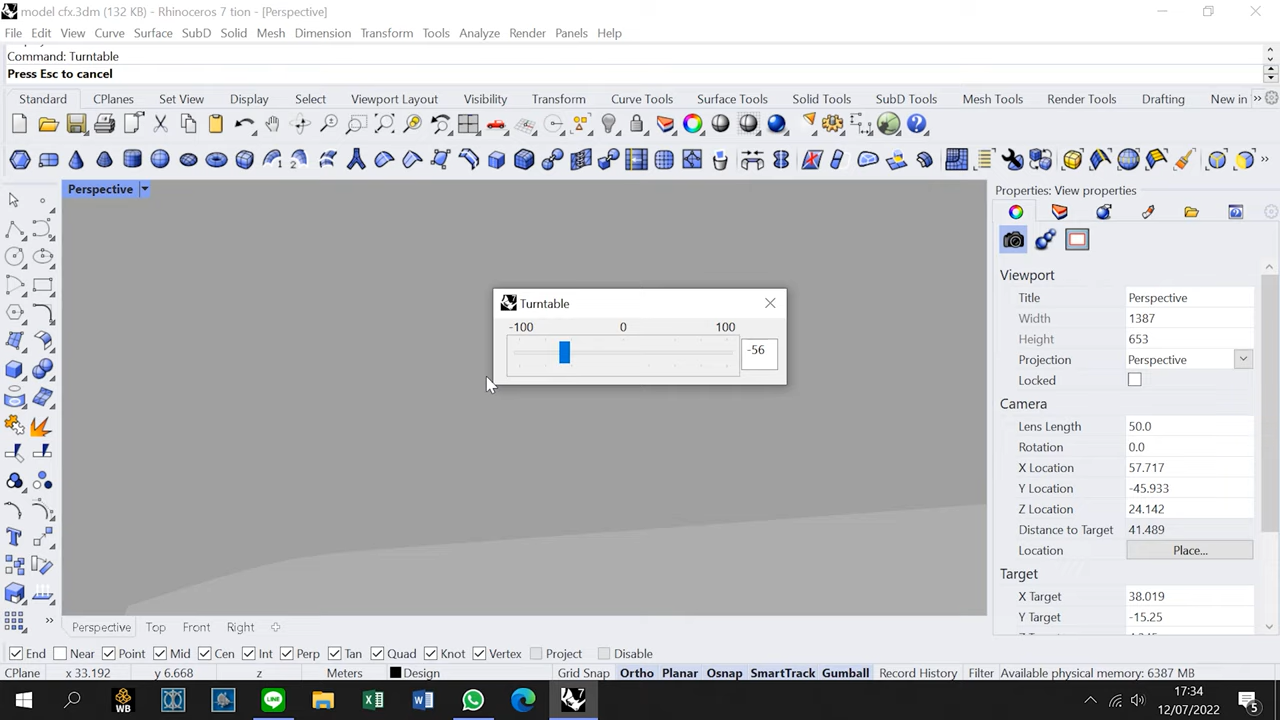 model cfx.3dm (132 KB) - Rhinoceros 7 tion - [Perspective]
File Edit View Curve Surface SubD Solid Mesh Dimension Transform Tools Analyze Render Panels Help
Command: Turntable
Press Esc to cancel
Standard CPlanes Set View Display Select Viewport Layout Visibility Transform Curve Tools Surface Tools Solid Tools SubD Tools Mesh Tools Render Tools Drafting New in
Perspective
Turntable
-100 0 100
-56
Properties: View properties
Viewport
Title Perspective
Width 1387
Height 653
Projection Perspective
Locked
Camera
Lens Length 50.0
Rotation 0.0
X Location 57.717
Y Location -45.933
Z Location 24.142
Distance to Target 41.489
Location Place...
Target
X Target 38.019
Y Target -15.25
Perspective Top Front Right
End Near Point Mid Cen Int Perp Tan Quad Knot Vertex Project Disable
CPlane x 33.192 y 6.668 z Meters Design Grid Snap Ortho Planar Osnap SmartTrack Gumball Record History Filter Available physical memory: 6387 MB
WB
17:34
12/07/2022
5